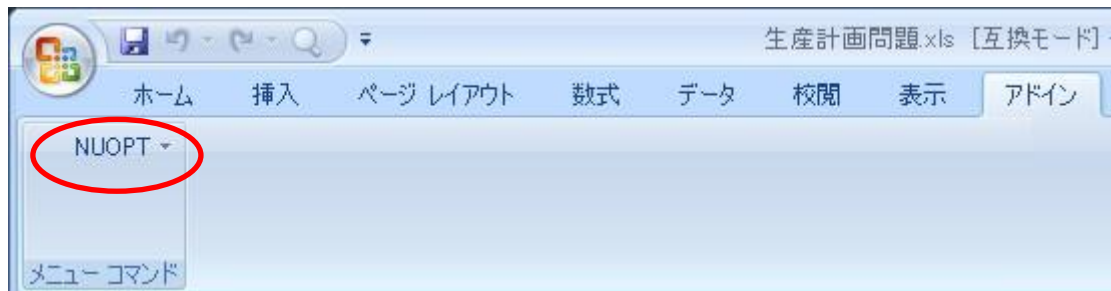 生産計画問題.xls [互換モード] -
ホーム 挿入 ページ レイアウト 数式 データ 校閲 表示 アドイン
NUOPT
メニュー コマンド